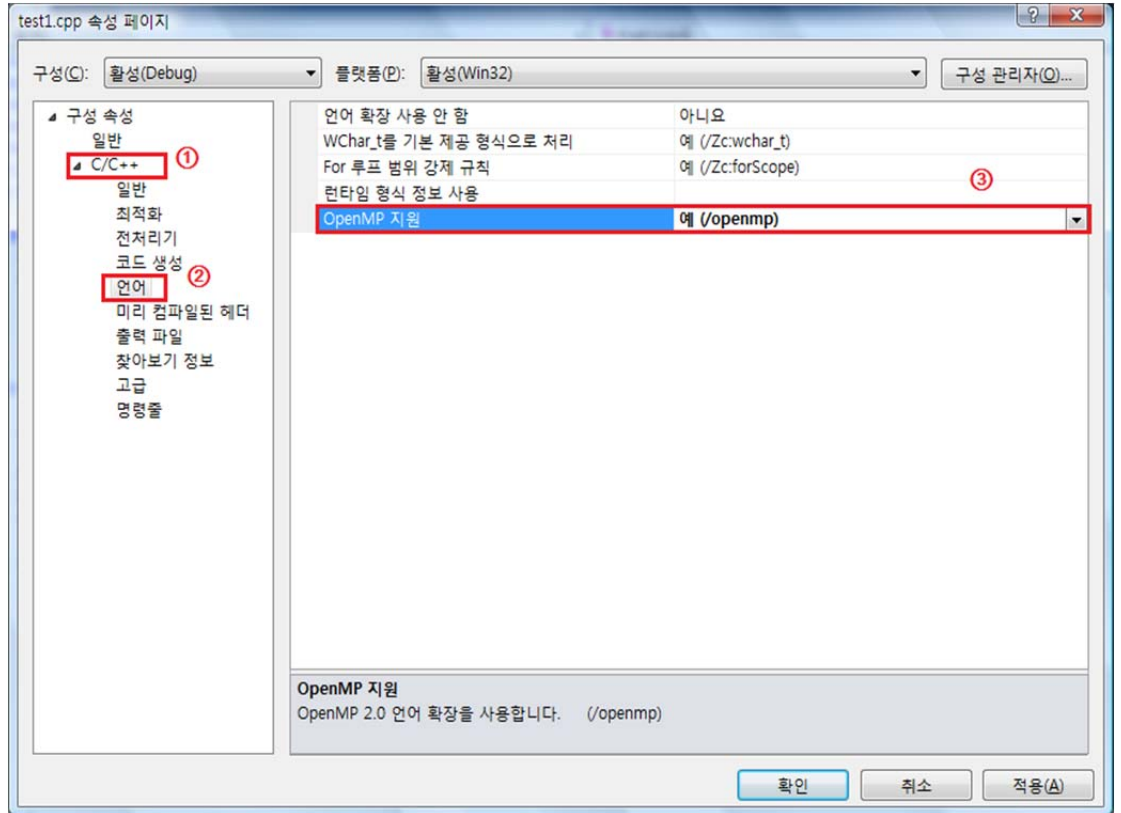 test1.cpp 속성 페이지
구성(C): 활성(Debug) 플랫폼(P): 활성(Win32) 구성 관리자(O)...
구성 속성
일반
C/C++ ①
일반
최적화
전처리기
코드 생성
언어 ②
미리 컴파일된 헤더
출력 파일
찾아보기 정보
고급
명령줄
언어 확장 사용 안 함 아니요
WChar_t를 기본 제공 형식으로 처리 예 (/Zc:wchar_t)
For 루프 범위 강제 규칙 예 (/Zc:forScope)
런타임 형식 정보 사용 ③
OpenMP 지원 예 (/openmp)
OpenMP 지원
OpenMP 2.0 언어 확장을 사용합니다. (/openmp)
확인 취소 적용(A)